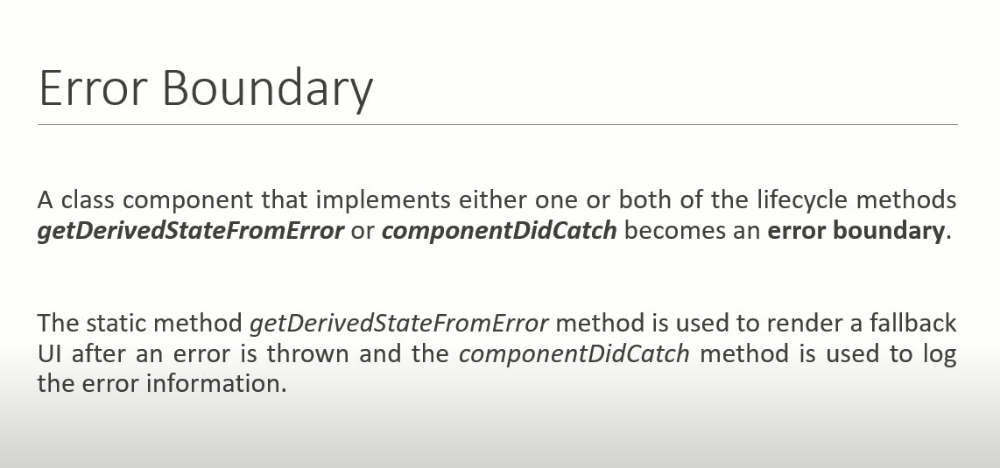 Error Boundary
A class component that implements either one or both of the lifecycle methods
getDerivedStateFromError or componentDidCatch becomes an error boundary.
The static method getDerivedStateFromError method is used to render a fallback
UI after an error is thrown and the componentDidCatch method is used to log
the error information.